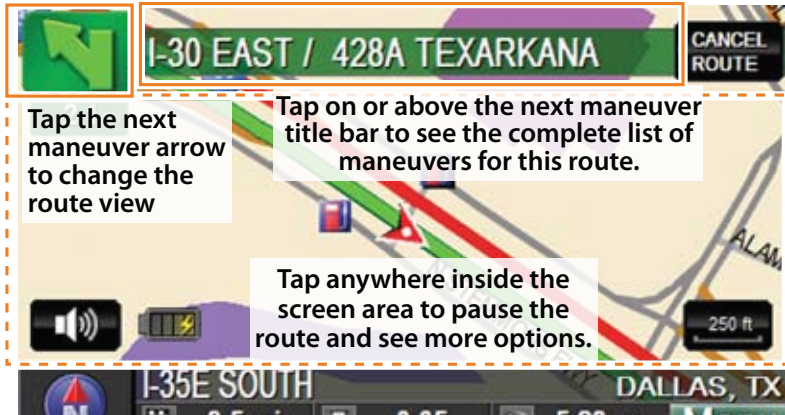 I-30 EAST / 428A TEXARKANA
CANCEL
ROUTE
Tap the next
maneuver arrow
to change the
route view
Tap on or above the next maneuver
title bar to see the complete list of
maneuvers for this route.
ALAM
Tap anywhere inside the
screen area to pause the
route and see more options.
250 ft
I-35E SOUTH
DALLAS, TX
N